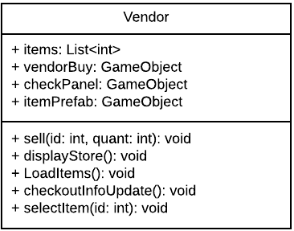 Vendor
+ items: List<int>
+ vendorBuy: GameObject
+ checkPanel: GameObject
+ itemPrefab: GameObject
+ sell(id: int, quant: int): void
+ displayStore(): void
+ LoadItems(): void
+ checkoutInfoUpdate(): void
+ selectItem(id: int): void